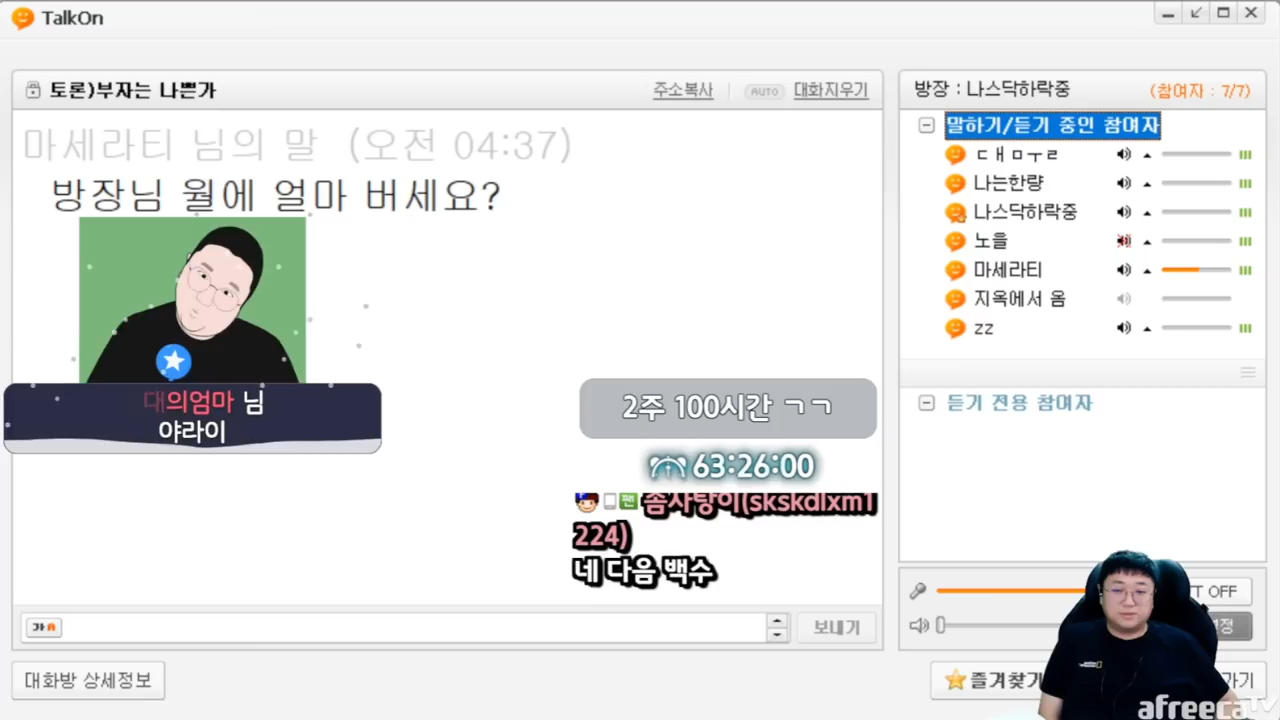 TalkOn
토론)부자는 나쁜가
주소복사
AUTO
대화지우기
방장 : 나스닥하락중
(참여자 : 7/7)
마세라티 님의 말 (오전 04:37)
방장님 월에 얼마 버세요?
말하기/듣기 중인 참여자
ㄷㅐㅁㅜㄹ
나는한량
나스닥하락중
노을
마세라티
지옥에서 옴
zz
듣기 전용 참여자
대의엄마 님
야라이
2주 100시간 ㄱㄱ
63:26:00
팬 솜사탕이(skskdlxm1
224)
네 다음 백수
가
보내기
대화방 상세정보
OFF
즐겨찾기
afreecaTV